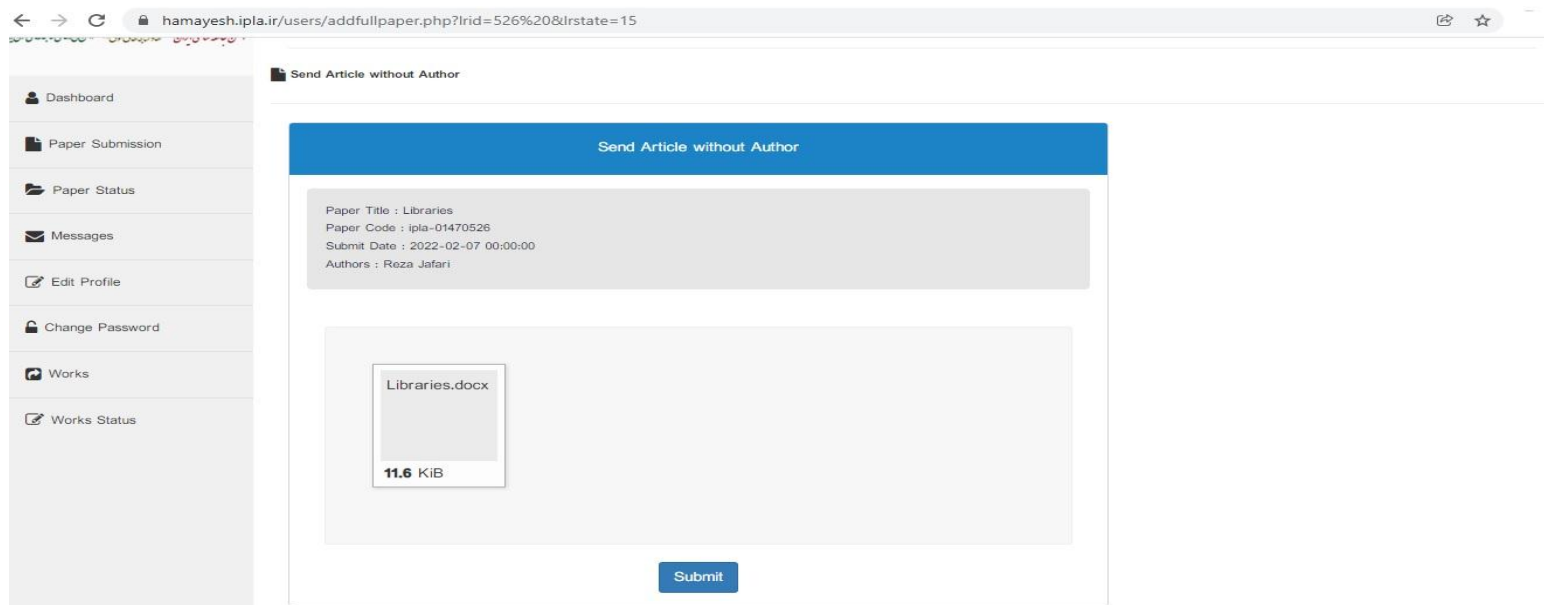 hamayesh.ipla.ir/users/addfullpaper.php?lrid=526%20&lrstate=15
Send Article without Author
Dashboard
Paper Submission
Paper Status
Messages
Edit Profile
Change Password
Works
Works Status
Send Article without Author
Paper Title : Libraries
Paper Code : ipla-01470526
Submit Date : 2022-02-07 00:00:00
Authors : Reza Jafari
Libraries.docx
11.6 KiB
Submit